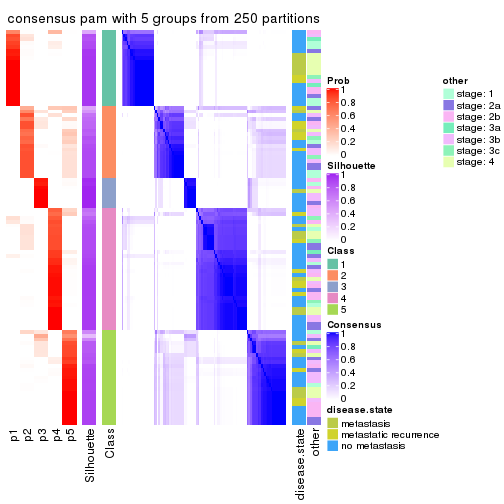 consensus pam with 5 groups from 250 partitions
Prob
1
0.8
0.6
0.4
0.2
0
Silhouette
1
0.8
0.6
0.4
0.2
0
Class
1
2
3
4
5
Consensus
1
0.8
0.6
0.4
0.2
0
disease.state
metastasis
metastatic recurrence
no metastasis
other
stage: 1
stage: 2a
stage: 2b
stage: 3a
stage: 3b
stage: 3c
stage: 4
p1
p2
p3
p4
p5
Silhouette
Class
disease.state
other